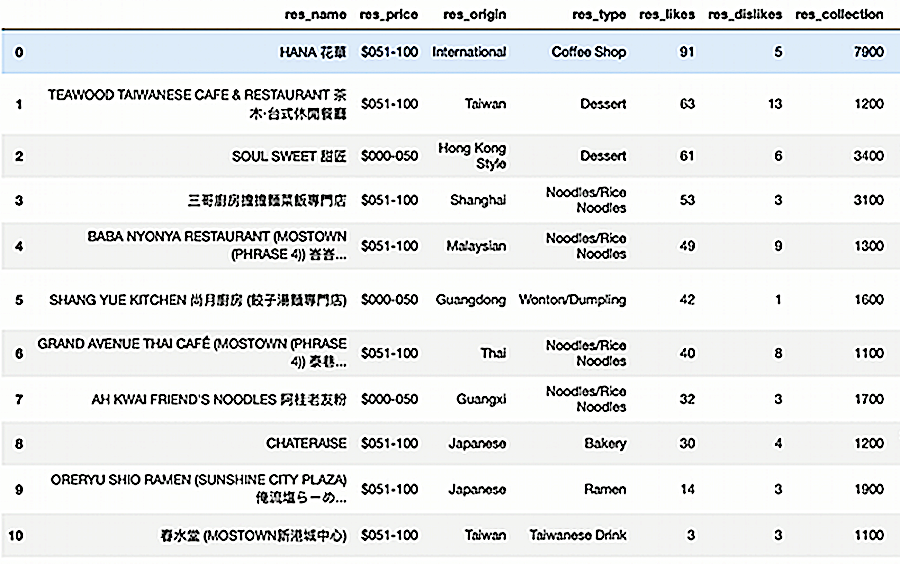 res_name res_price res_origin res_type res_likes res_dislikes res_collection
0 HANA 花草 $051-100 International Coffee Shop 91 5 7900
1 TEAWOOD TAIWANESE CAFE & RESTAURANT 茶 $051-100 Taiwan Dessert 63 13 1200
木·台式休閒餐廳
2 SOUL SWEET 甜匠 $000-050 Hong Kong Dessert 61 6 3400
Style
3 三哥廚房擔擔麵菜飯專門店 $051-100 Shanghai Noodles/Rice 53 3 3100
Noodles
4 BABA NYONYA RESTAURANT (MOSTOWN $051-100 Malaysian Noodles/Rice 49 9 1300
(PHRASE 4)) 峇峇... Noodles
5 SHANG YUE KITCHEN 尚月廚房 (餃子湯麵專門店) $000-050 Guangdong Wonton/Dumpling 42 1 1600
6 GRAND AVENUE THAI CAFÉ (MOSTOWN (PHRASE $051-100 Thai Noodles/Rice 40 8 1100
4)) 泰巷... Noodles
7 AH KWAI FRIEND'S NOODLES 阿桂老友粉 $000-050 Guangxi Noodles/Rice 32 3 1700
Noodles
8 CHATERAISE $051-100 Japanese Bakery 30 4 1200
9 ORERYU SHIO RAMEN (SUNSHINE CITY PLAZA) $051-100 Japanese Ramen 14 3 1900
俺流塩らーめ...
10 春水堂 (MOSTOWN新港城中心) $051-100 Taiwan Taiwanese Drink 3 3 1100